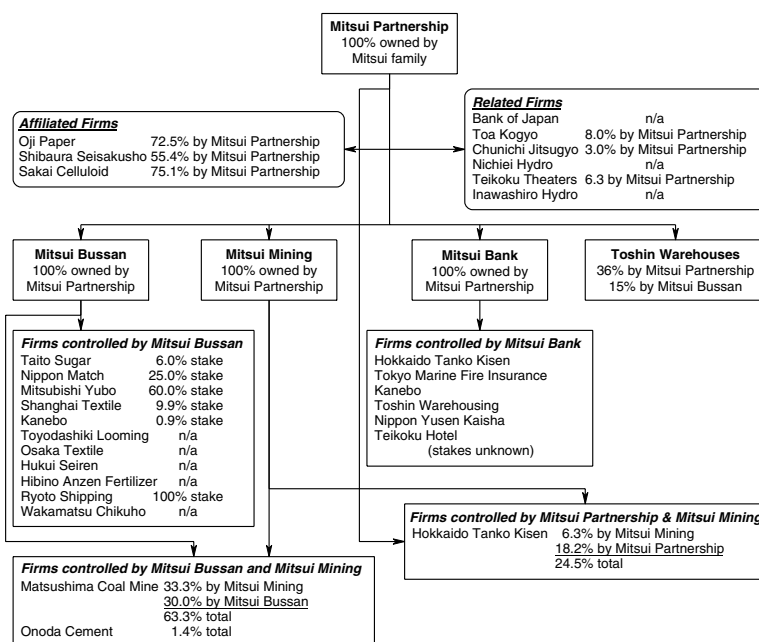 Mitsui Partnership
100% owned by
Mitsui family
Affiliated Firms
Oji Paper 72.5% by Mitsui Partnership
Shibaura Seisakusho 55.4% by Mitsui Partnership
Sakai Celluloid 75.1% by Mitsui Partnership
Related Firms
Bank of Japan n/a
Toa Kogyo 8.0% by Mitsui Partnership
Chunichi Jitsugyo 3.0% by Mitsui Partnership
Nichiei Hydro n/a
Teikoku Theaters 6.3 by Mitsui Partnership
Inawashiro Hydro n/a
Mitsui Bussan
100% owned by
Mitsui Partnership
Mitsui Mining
100% owned by
Mitsui Partnership
Mitsui Bank
100% owned by
Mitsui Partnership
Toshin Warehouses
36% by Mitsui Partnership
15% by Mitsui Bussan
Firms controlled by Mitsui Bussan
Taito Sugar 6.0% stake
Nippon Match 25.0% stake
Mitsubishi Yubo 60.0% stake
Shanghai Textile 9.9% stake
Kanebo 0.9% stake
Toyodashiki Looming n/a
Osaka Textile n/a
Hukui Seiren n/a
Hibino Anzen Fertilizer n/a
Ryoto Shipping 100% stake
Wakamatsu Chikuho n/a
Firms controlled by Mitsui Bank
Hokkaido Tanko Kisen
Tokyo Marine Fire Insurance
Kanebo
Toshin Warehousing
Nippon Yusen Kaisha
Teikoku Hotel
(stakes unknown)
Firms controlled by Mitsui Partnership & Mitsui Mining
Hokkaido Tanko Kisen 6.3% by Mitsui Mining
18.2% by Mitsui Partnership
24.5% total
Firms controlled by Mitsui Bussan and Mitsui Mining
Matsushima Coal Mine 33.3% by Mitsui Mining
30.0% by Mitsui Bussan
63.3% total
Onoda Cement 1.4% total